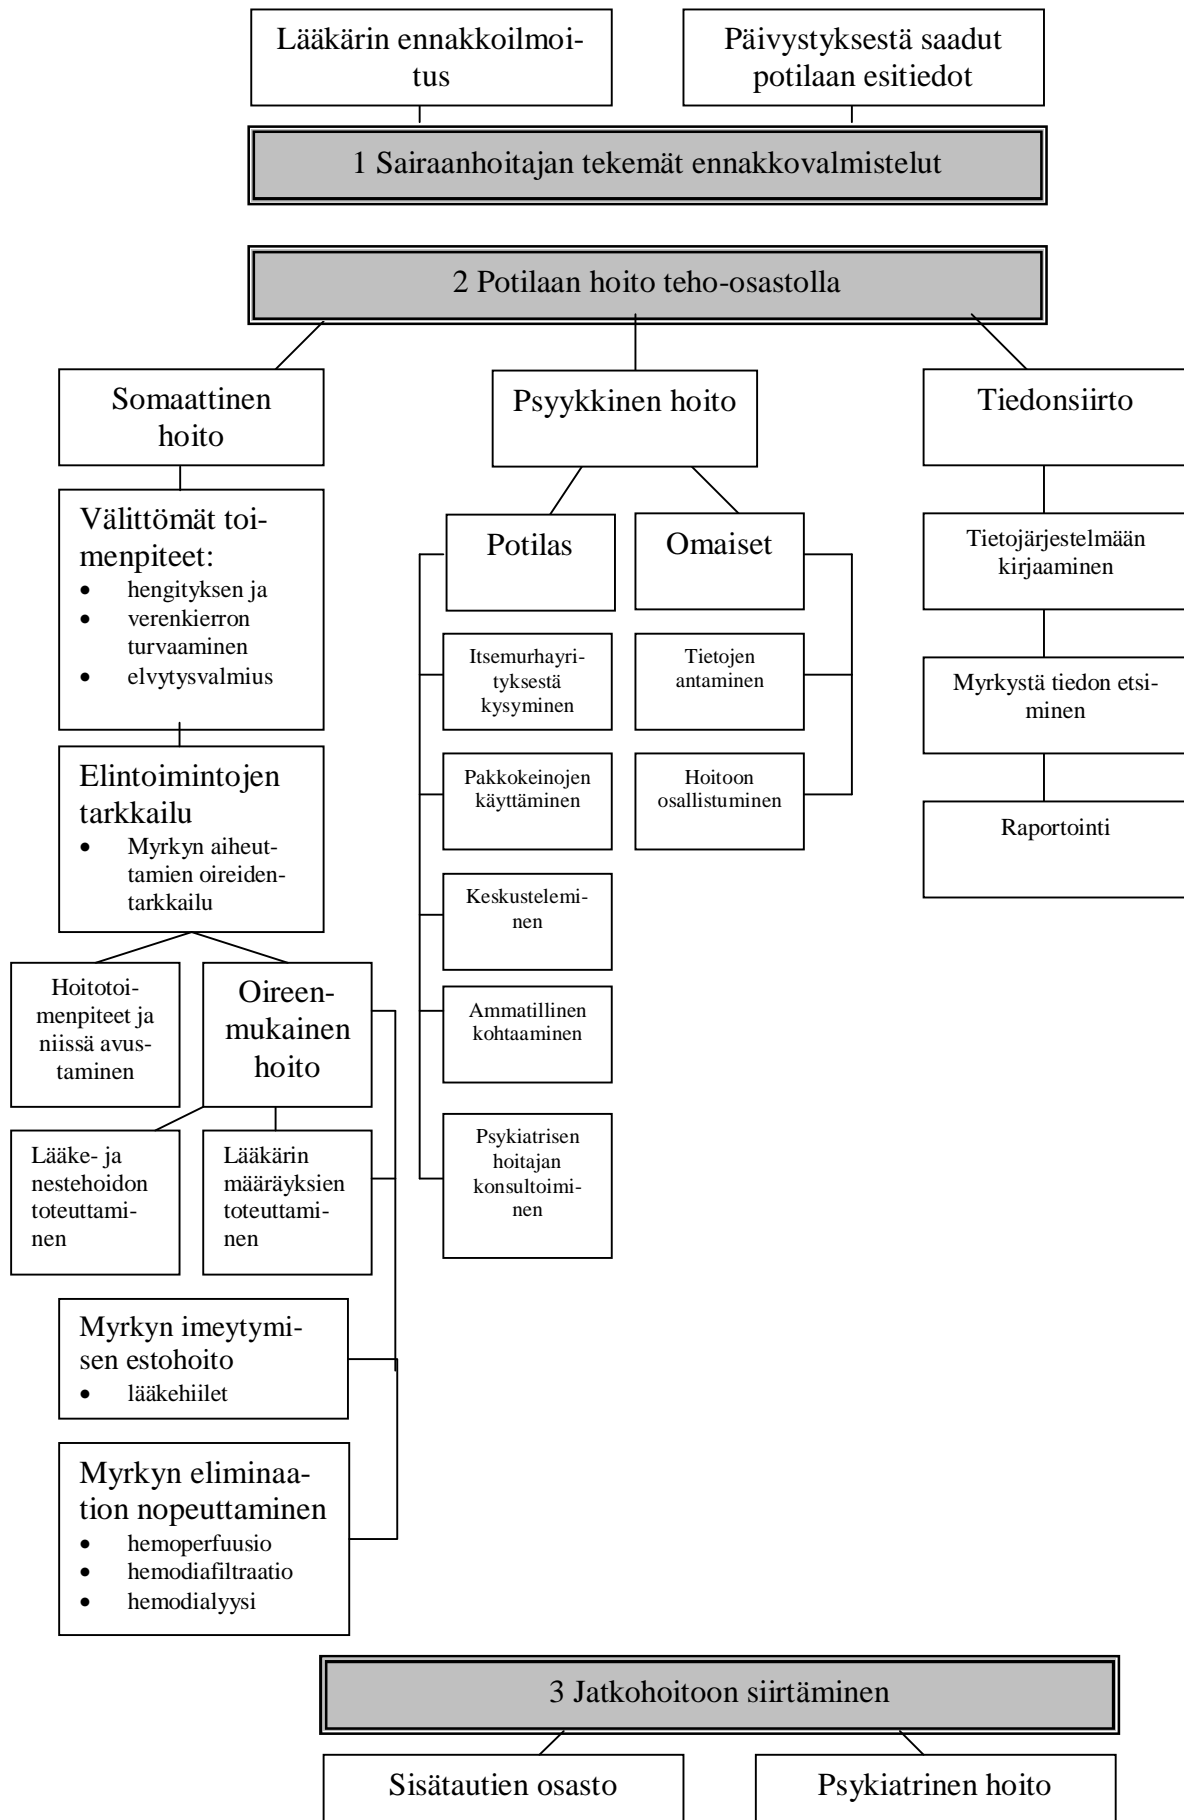 Lääkärin ennakkoilmoi-
tus
Päivystyksestä saadut
potilaan esitiedot
1 Sairaanhoitajan tekemät ennakkovalmistelut
2 Potilaan hoito teho-osastolla
Somaattinen
hoito
Välittömät toi-
menpiteet:
• hengityksen ja
• verenkierron
turvaaminen
• elvytysvalmius
Elintoimintojen
tarkkailu
• Myrkyn aiheut-
tamien oireiden-
tarkkailu
Hoitotoi-
menpiteet ja
niissä avus-
taminen
Oireen-
mukainen
hoito
Lääke- ja
nestehoidon
toteuttami-
nen
Lääkärin
määräyksien
toteuttami-
nen
Myrkyn imeytymi-
sen estohoito
• lääkehiilet
Myrkyn eliminaa-
tion nopeuttaminen
• hemoperfuusio
• hemodiafiltraatio
• hemodialyysi
Psyykkinen hoito
Potilas
Itsemurhayri-
tyksestä
kysyminen
Pakkokeinojen
käyttäminen
Keskustelemi-
nen
Ammatillinen
kohtaaminen
Psykiatrisen
hoitajan
konsultoimi-
nen
Omaiset
Tietojen
antaminen
Hoitoon
osallistuminen
Tiedonsiirto
Tietojärjestelmään
kirjaaminen
Myrkystä tiedon etsi-
minen
Raportointi
3 Jatkohoitoon siirtäminen
Sisätautien osasto
Psykiatrinen hoito